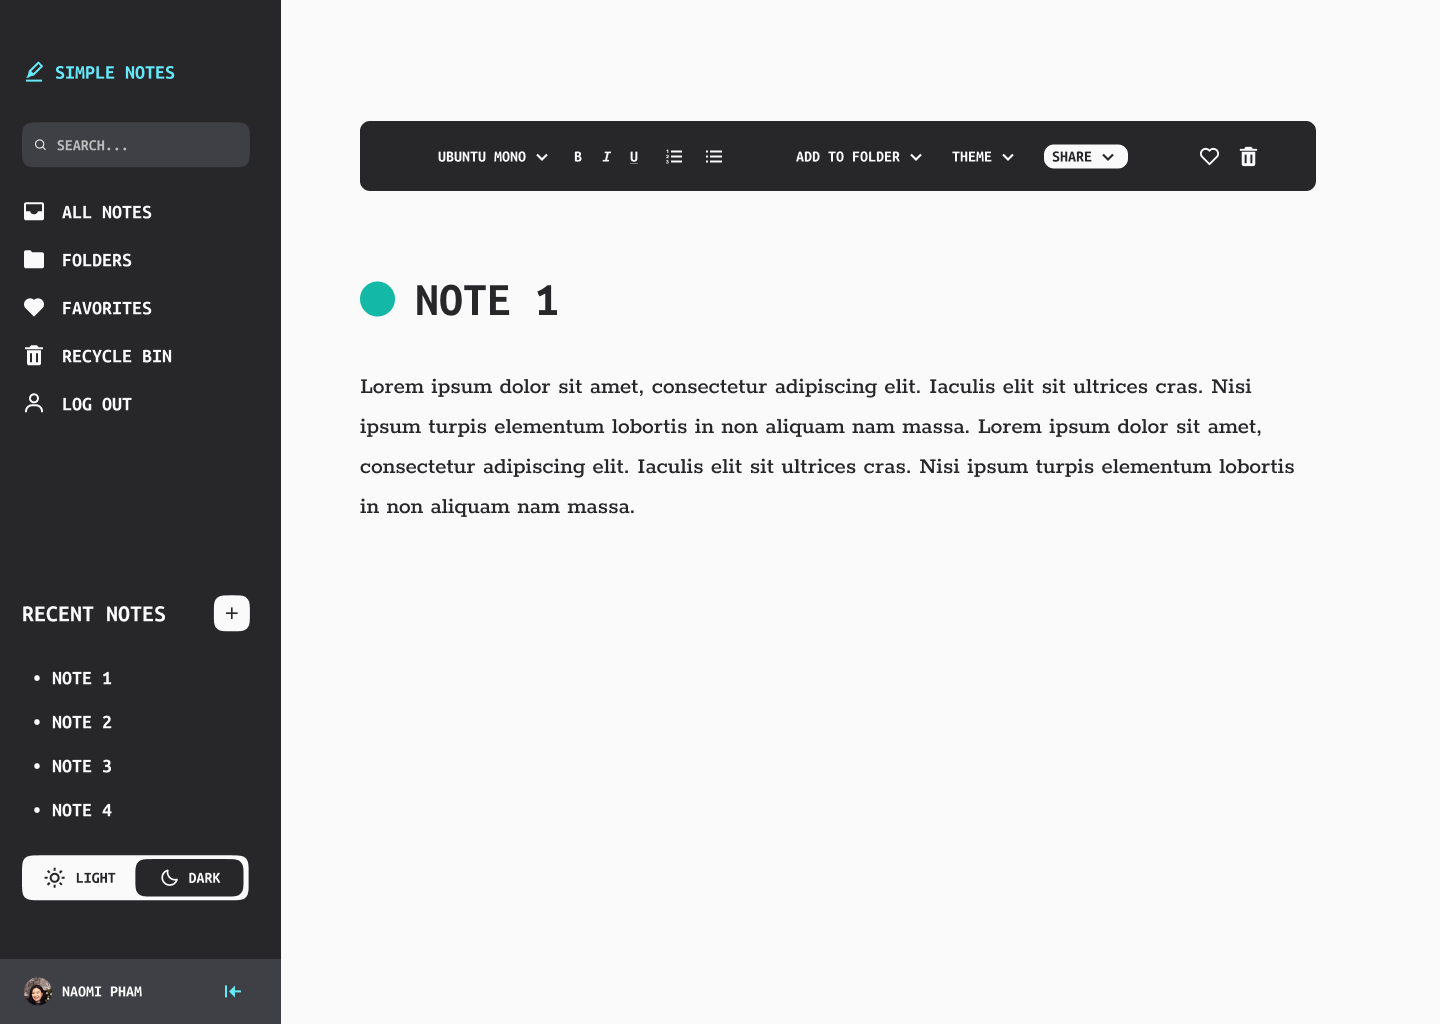 SIMPLE NOTES
SEARCH...
ALL NOTES
FOLDERS
FAVORITES
RECYCLE BIN
LOG OUT
RECENT NOTES
+
• NOTE 1
• NOTE 2
• NOTE 3
• NOTE 4
LIGHT DARK
NAOMI PHAM
UBUNTU MONO B I U ADD TO FOLDER THEME SHARE
NOTE 1
Lorem ipsum dolor sit amet, consectetur adipiscing elit. Iaculis elit sit ultrices cras. Nisi
ipsum turpis elementum lobortis in non aliquam nam massa. Lorem ipsum dolor sit amet,
consectetur adipiscing elit. Iaculis elit sit ultrices cras. Nisi ipsum turpis elementum lobortis
in non aliquam nam massa.